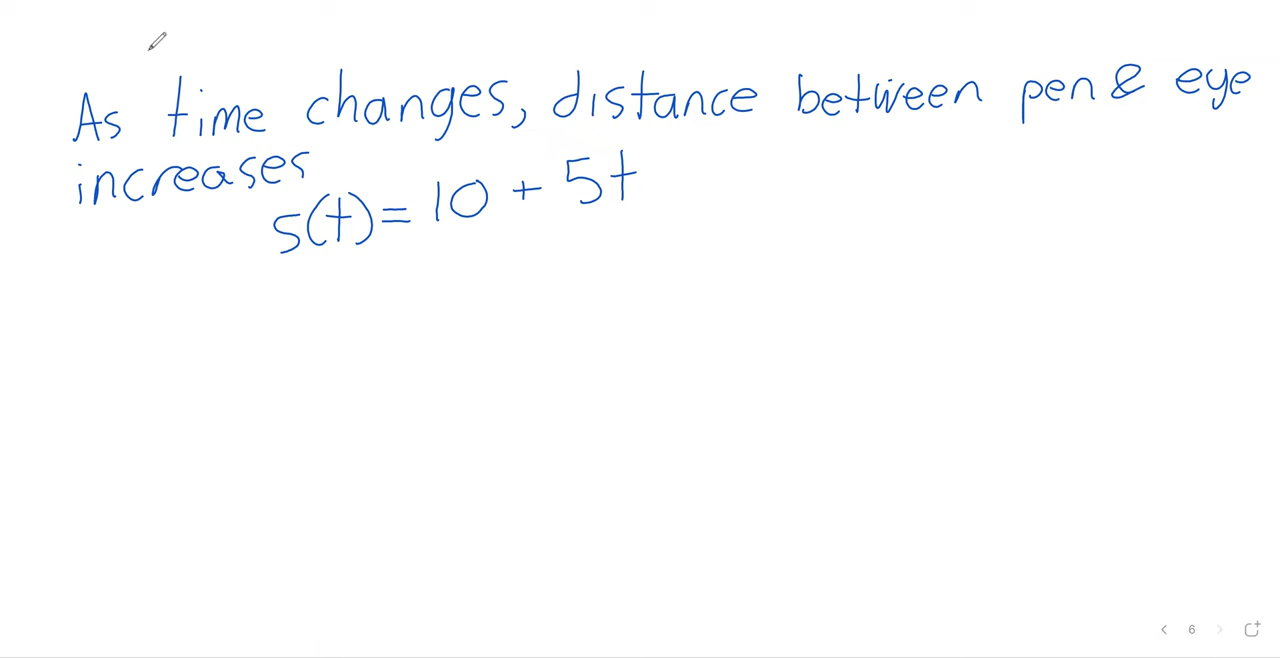 As time changes, distance between pen & eye
increases
s(t) = 10 + 5t
6